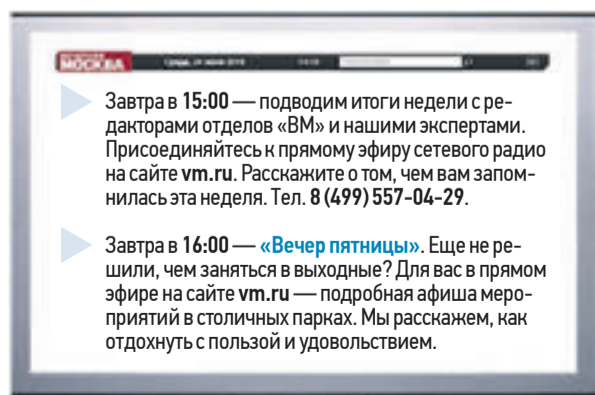 МОСКВА
Завтра в 15:00 — подводим итоги недели с ре-
дакторами отделов «ВМ» и нашими экспертами.
Присоединяйтесь к прямому эфиру сетевого радио
на сайте vm.ru. Расскажите о том, чем вам запом-
нилась эта неделя. Тел. 8 (499) 557-04-29.
Завтра в 16:00 — «Вечер пятницы». Еще не ре-
шили, чем заняться в выходные? Для вас в прямом
эфире на сайте vm.ru — подробная афиша меро-
приятий в столичных парках. Мы расскажем, как
отдохнуть с пользой и удовольствием.